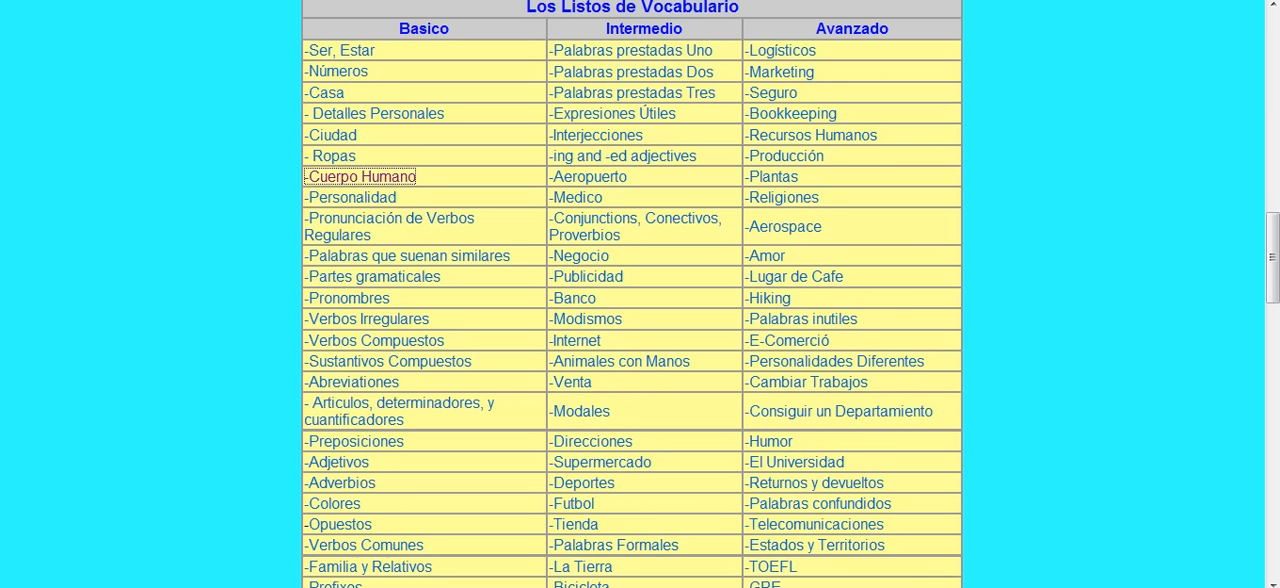 Los Listos de Vocabulario
Basico Intermedio Avanzado
-Ser, Estar -Palabras prestadas Uno -Logísticos
-Números -Palabras prestadas Dos -Marketing
-Casa -Palabras prestadas Tres -Seguro
- Detalles Personales -Expresiones Útiles -Bookkeeping
-Ciudad -Interjecciones -Recursos Humanos
- Ropas -ing and -ed adjectives -Producción
-Cuerpo Humano -Aeropuerto -Plantas
-Personalidad -Medico -Religiones
-Pronunciación de Verbos Regulares -Conjunctions, Conectivos, Proverbios -Aerospace
-Palabras que suenan similares -Negocio -Amor
-Partes gramaticales -Publicidad -Lugar de Cafe
-Pronombres -Banco -Hiking
-Verbos Irregulares -Modismos -Palabras inutiles
-Verbos Compuestos -Internet -E-Comerció
-Sustantivos Compuestos -Animales con Manos -Personalidades Diferentes
-Abreviationes -Venta -Cambiar Trabajos
- Articulos, determinadores, y cuantificadores -Modales -Consiguir un Departamiento
-Preposiciones -Direcciones -Humor
-Adjetivos -Supermercado -El Universidad
-Adverbios -Deportes -Returnos y devueltos
-Colores -Futbol -Palabras confundidos
-Opuestos -Tienda -Telecomunicaciones
-Verbos Comunes -Palabras Formales -Estados y Territorios
-Familia y Relativos -La Tierra -TOEFL
-Prefixos -Bicicleta -GRE